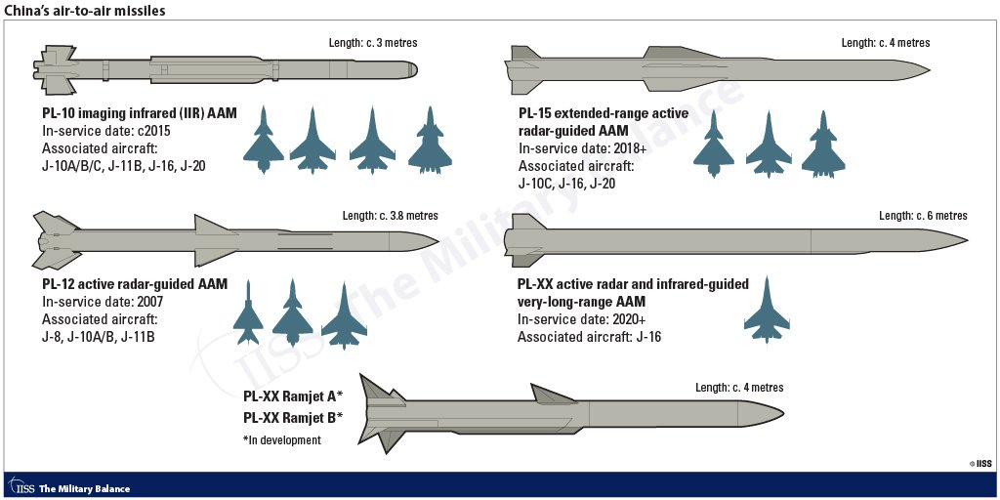 China's air-to-air missiles
Length: c. 3 metres
PL-10 imaging infrared (IIR) AAM
In-service date: c2015
Associated aircraft:
J-10A/B/C, J-11B, J-16, J-20
Length: c. 4 metres
PL-15 extended-range active
radar-guided AAM
In-service date: 2018+
Associated aircraft:
J-10C, J-16, J-20
Length: c. 3.8 metres
PL-12 active radar-guided AAM
In-service date: 2007
Associated aircraft:
J-8, J-10A/B, J-11B
Length: c. 6 metres
PL-XX active radar and infrared-guided
very-long-range AAM
In-service date: 2020+
Associated aircraft: J-16
PL-XX Ramjet A*
PL-XX Ramjet B*
*In development
Length: c. 4 metres
IISS The Military Balance
© IISS
IISS The Military Balance